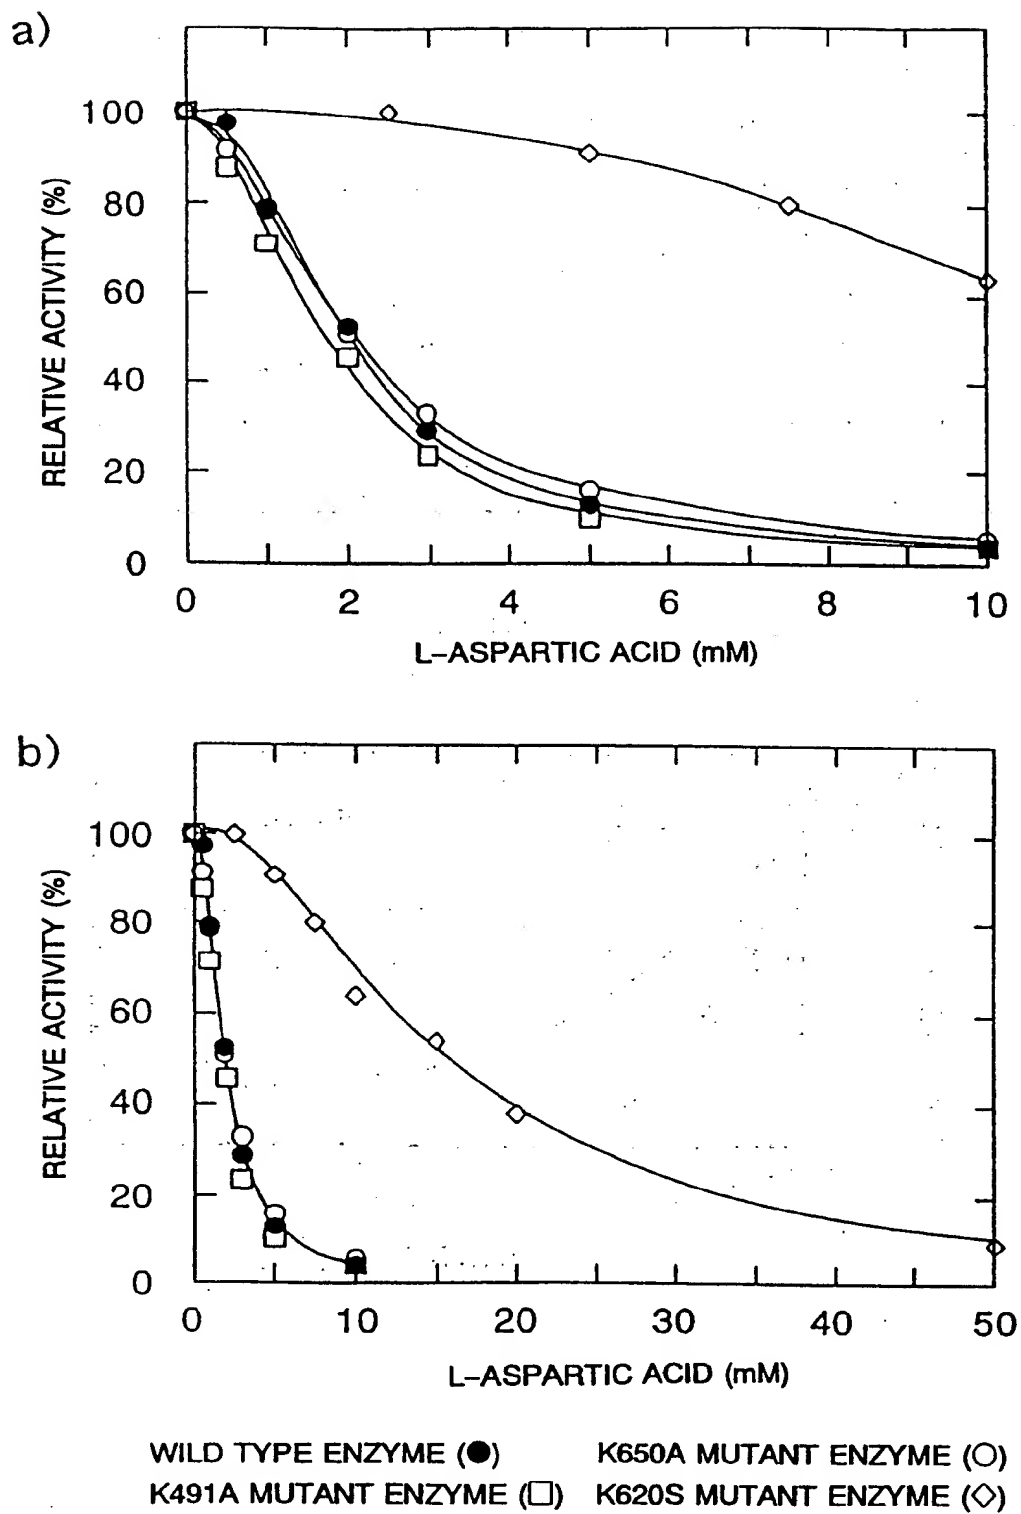 a)
100
80
60
40
20
0
RELATIVE ACTIVITY (%)
0 2 4 6 8 10
L-ASPARTIC ACID (mM)
b)
100
80
60
40
20
0
RELATIVE ACTIVITY (%)
0 10 20 30 40 50
L-ASPARTIC ACID (mM)
WILD TYPE ENZYME (●) K650A MUTANT ENZYME (○)
K491A MUTANT ENZYME (□) K620S MUTANT ENZYME (◇)